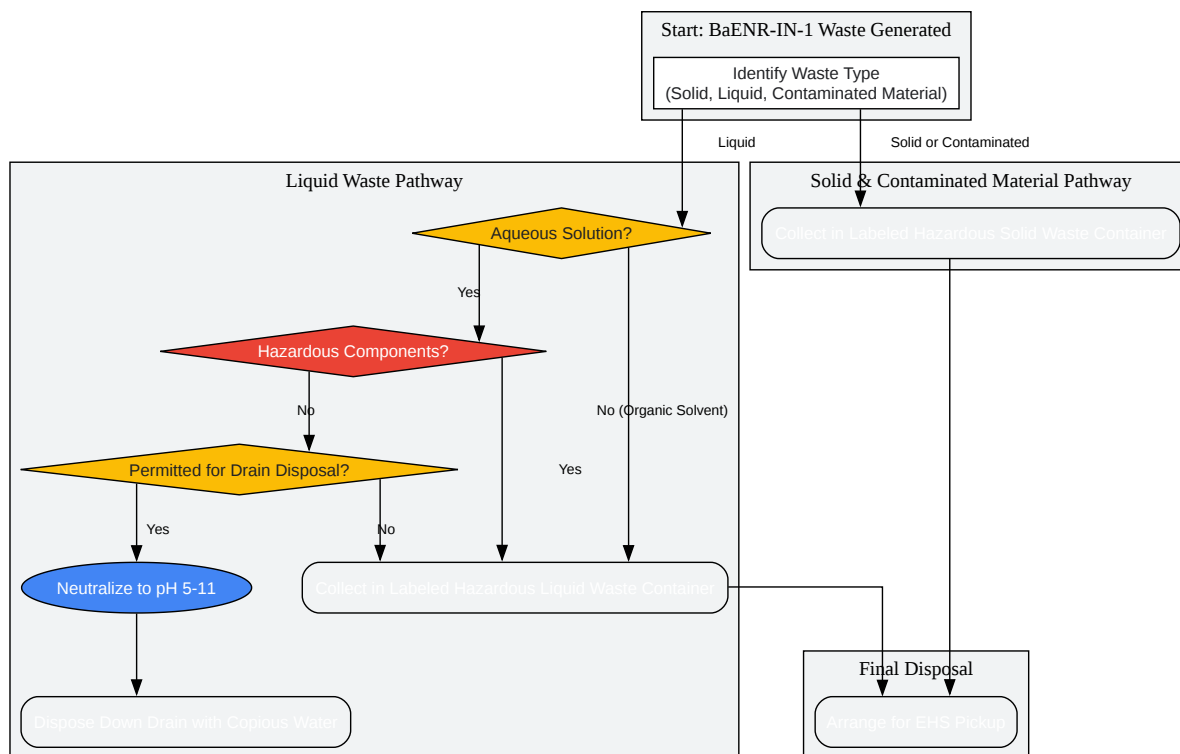 Start: BaENR-IN-1 Waste Generated
Identify Waste Type
(Solid, Liquid, Contaminated Material)
Liquid
Solid or Contaminated
Liquid Waste Pathway
Solid & Contaminated Material Pathway
Aqueous Solution?
Collect in Labeled Hazardous Solid Waste Container
Yes
Hazardous Components?
No
No (Organic Solvent)
Permitted for Drain Disposal?
Yes
Yes
No
Neutralize to pH 5-11
Collect in Labeled Hazardous Liquid Waste Container
Final Disposal
Dispose Down Drain with Copious Water
Arrange for EHS Pickup